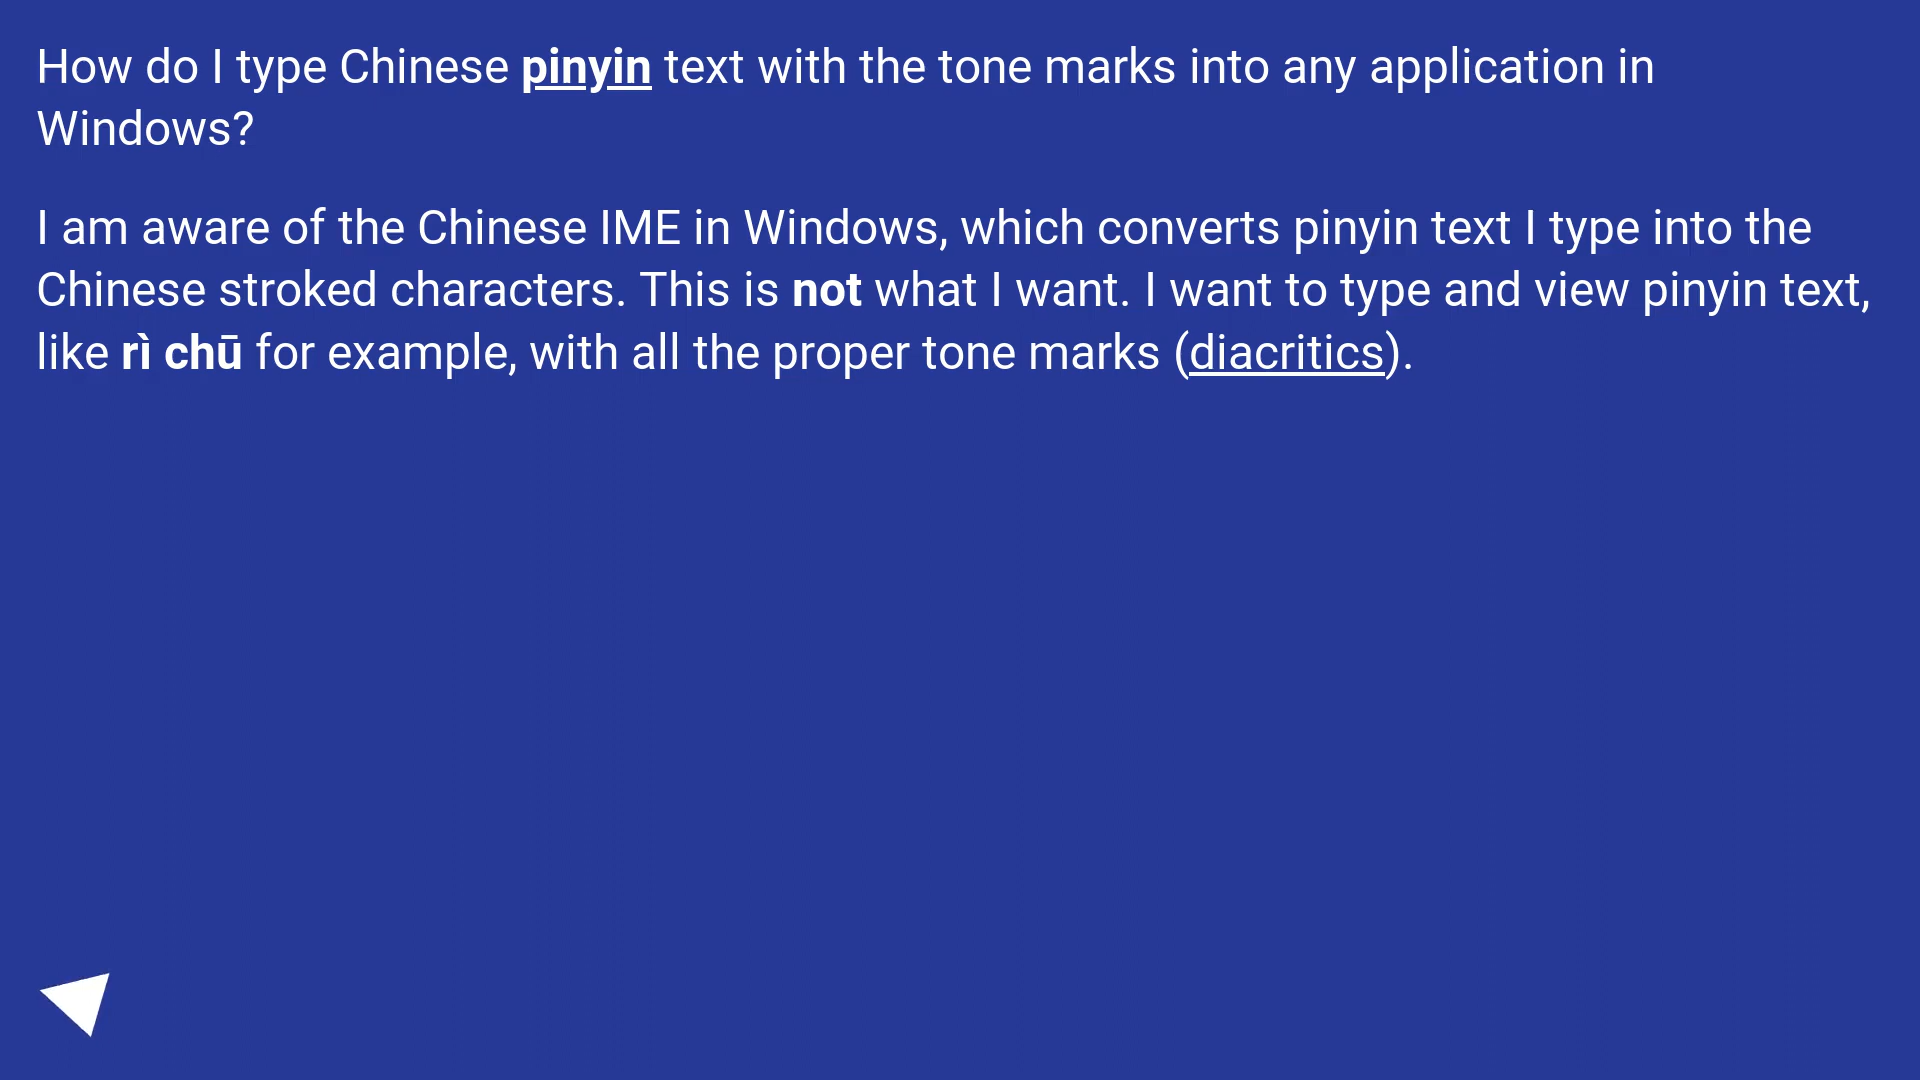 How do I type Chinese pinyin text with the tone marks into any application in
Windows?
I am aware of the Chinese IME in Windows, which converts pinyin text I type into the
Chinese stroked characters. This is not what I want. I want to type and view pinyin text,
like rì chū for example, with all the proper tone marks (diacritics).